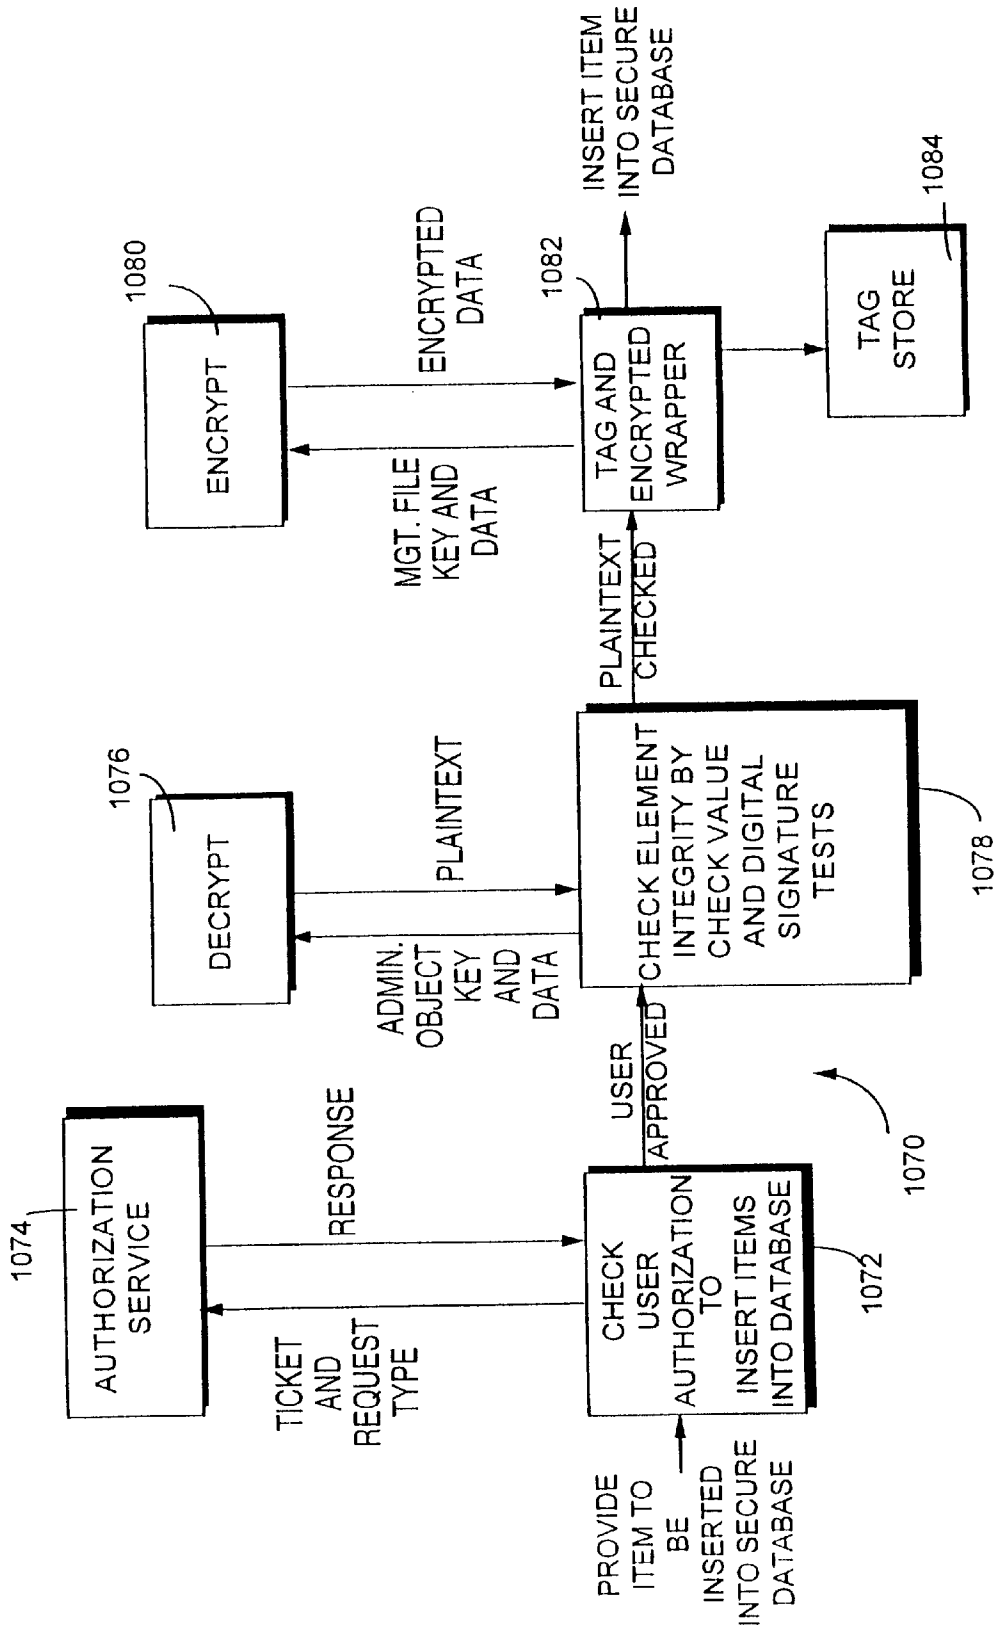 1074
AUTHORIZATION
SERVICE
TICKET
AND
REQUEST
TYPE
RESPONSE
PROVIDE
ITEM TO
BE
INSERTED
INTO SECURE
DATABASE
CHECK
USER
AUTHORIZATION
TO
INSERT ITEMS
INTO DATABASE
1072
1070
USER
APPROVED
1076
DECRYPT
ADMIN.
OBJECT
KEY
AND
DATA
PLAINTEXT
CHECK ELEMENT
INTEGRITY BY
CHECK VALUE
AND DIGITAL
SIGNATURE
TESTS
1078
PLAINTEXT
CHECKED
1080
ENCRYPT
MGT. FILE
KEY AND
DATA
ENCRYPTED
DATA
1082
TAG AND
ENCRYPTED
WRAPPER
INSERT ITEM
INTO SECURE
DATABASE
TAG
STORE
1084